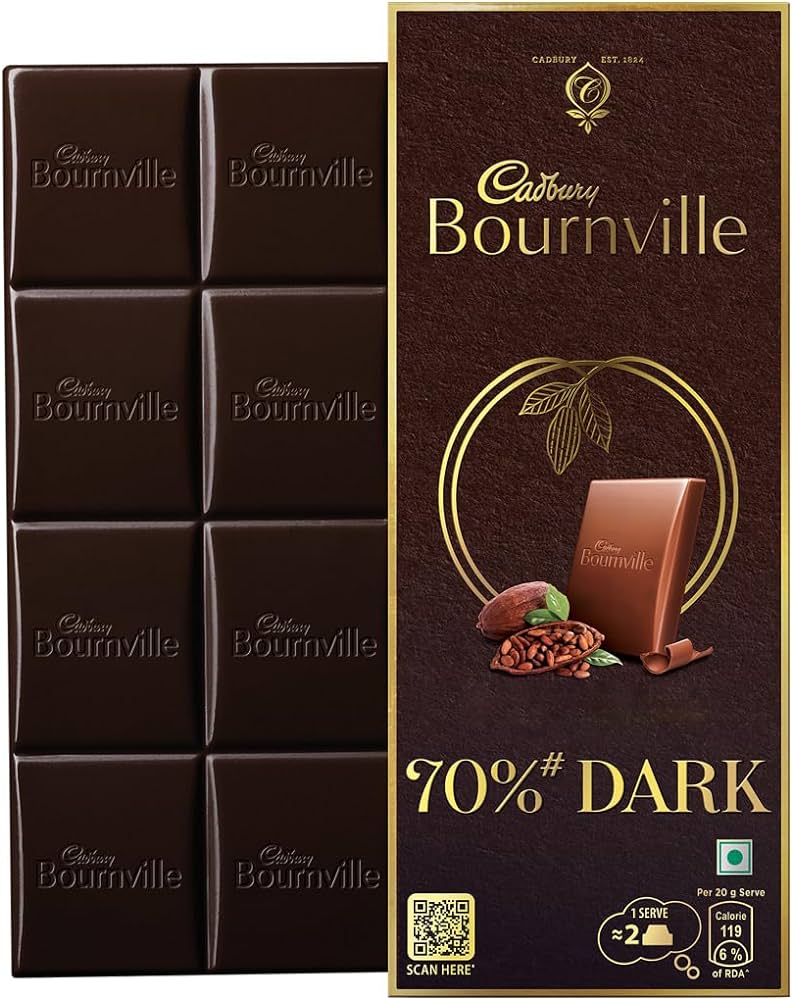 Cadbury
Bournville
Cadbury
Bournville
Cadbury
Bournville
Cadbury
Bournville
Cadbury
Bournville
Cadbury
Bournville
Cadbury
Bournville
Cadbury
Bournville
CADBURY EST. 1824
C
Cadbury
Bournville
Cadbury
Bournville
70%# DARK
Per 20 g Serve
1 SERVE
≈2
Calorie
119
6 %
of RDA^
SCAN HERE*